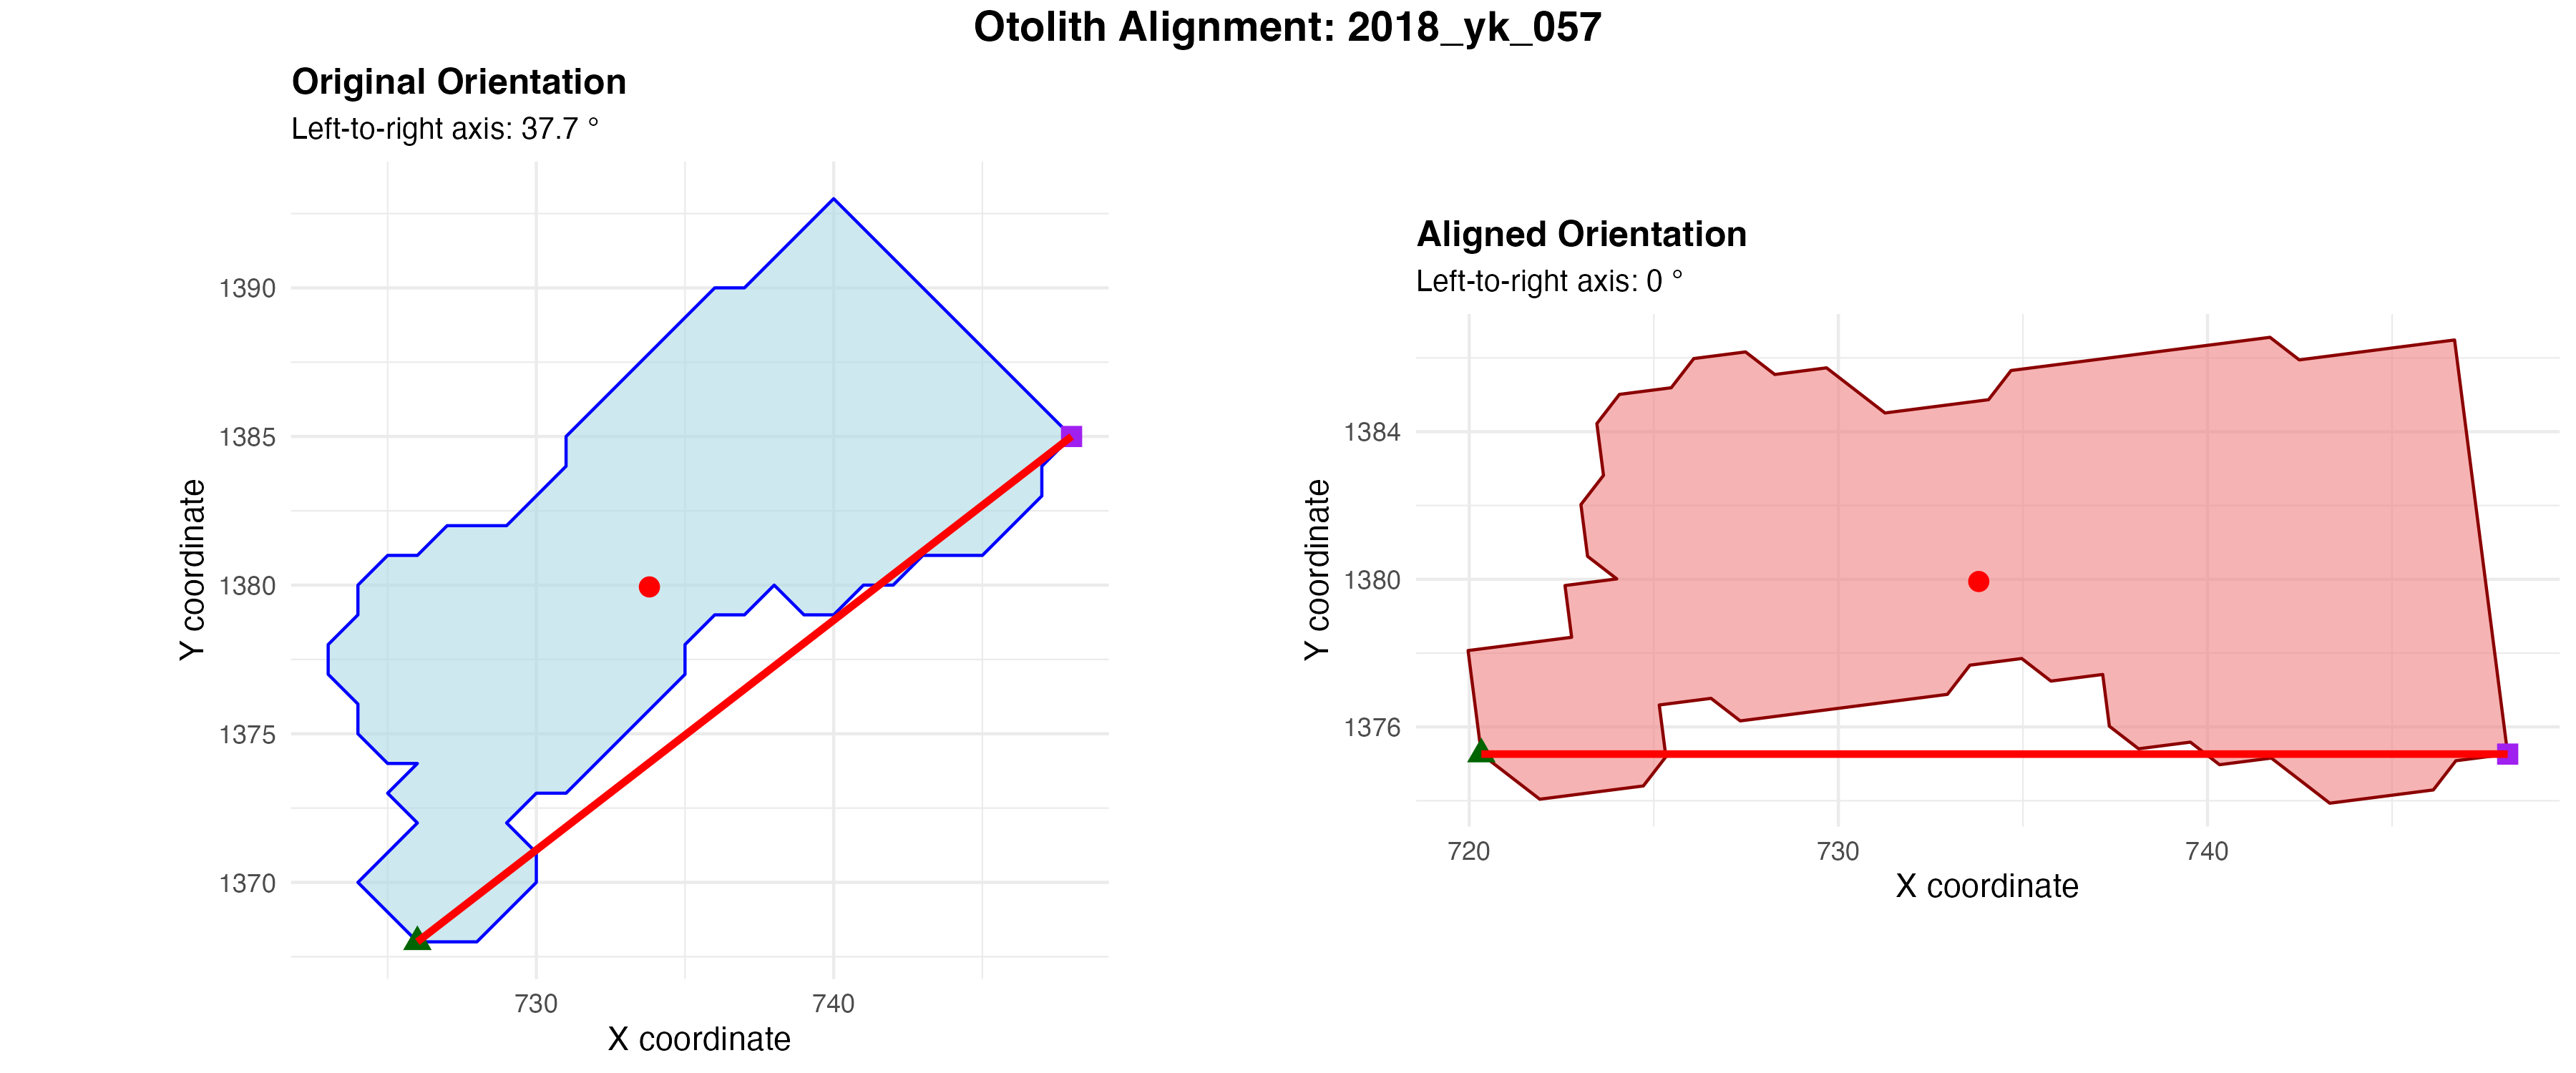 Otolith Alignment: 2018_yk_057
Original Orientation
Left-to-right axis: 37.7 °
1390
1385
1380
1375
1370
Y coordinate
730
740
X coordinate
Aligned Orientation
Left-to-right axis: 0 °
1384
1380
1376
Y coordinate
720
730
740
X coordinate